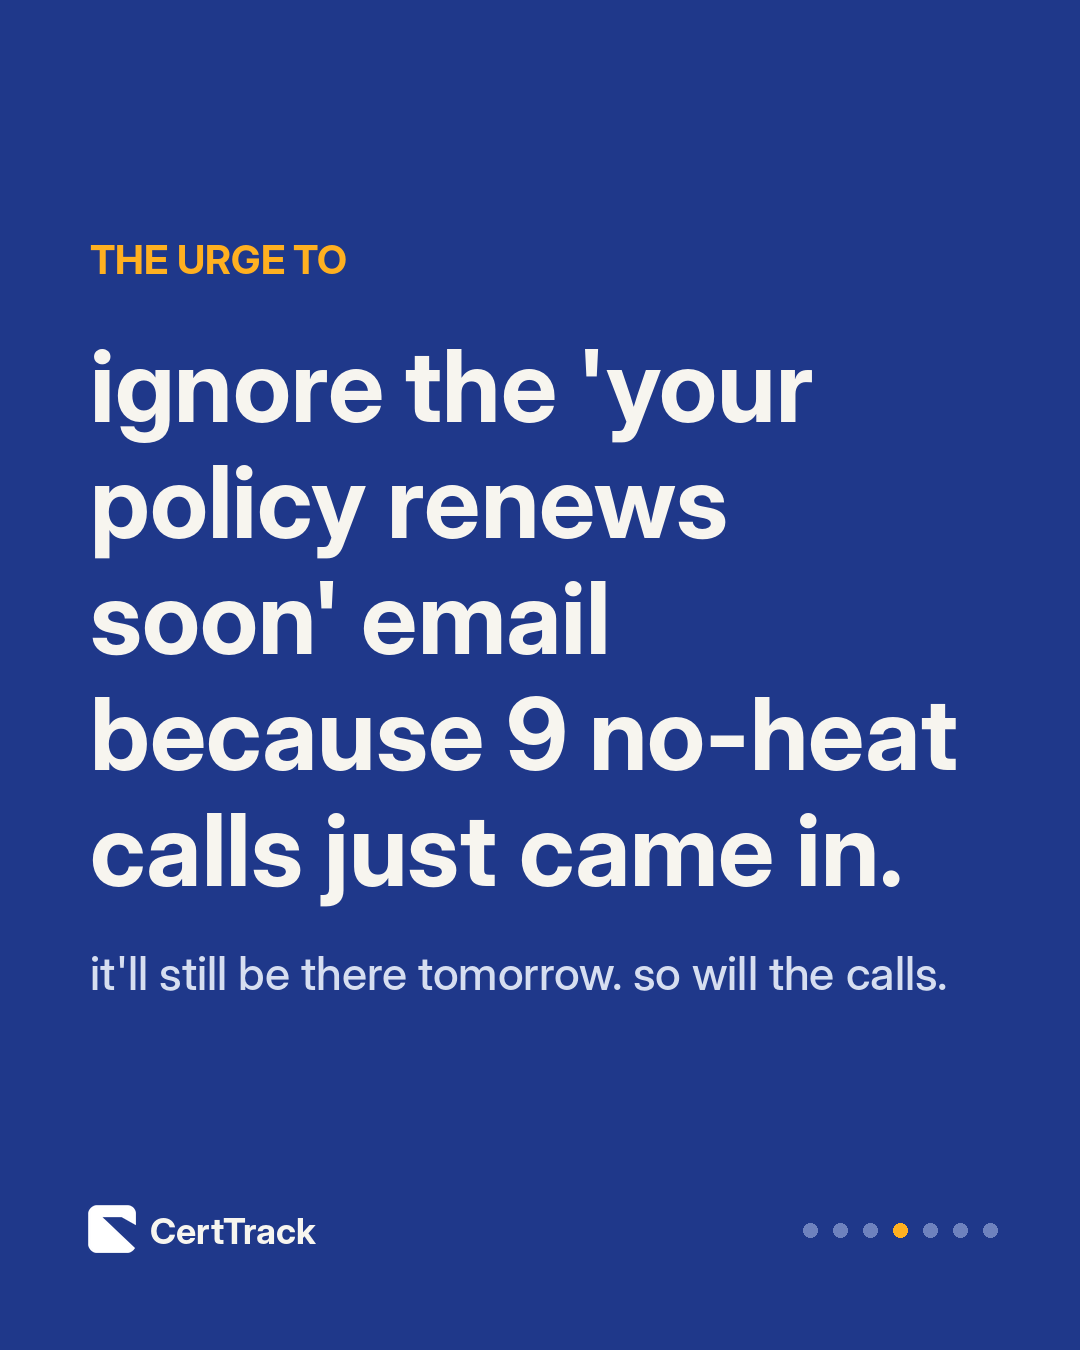 THE URGE TO
ignore the 'your
policy renews
soon' email
because 9 no-heat
calls just came in.
it'll still be there tomorrow. so will the calls.
CertTrack